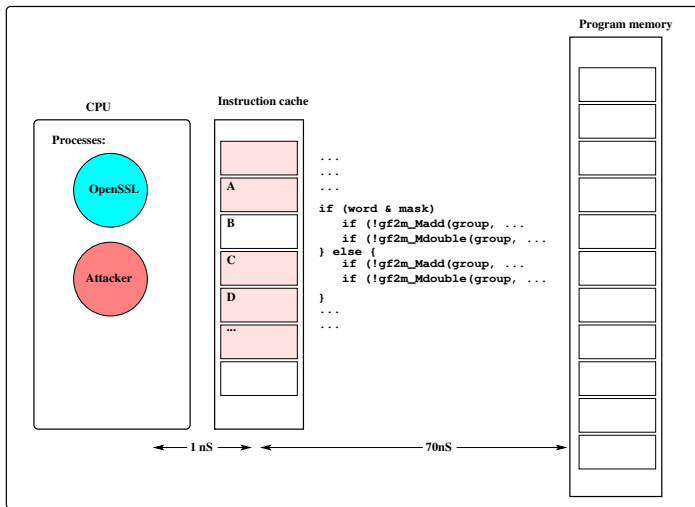 Program memory
Instruction cache
CPU
Processes:
OpenSSL
Attacker
A
B
C
D
...
...
...
...
if (word & mask)
if (!gf2m_Madd(group, ...
if (!gf2m_Mdouble(group, ...
} else {
if (!gf2m_Madd(group, ...
if (!gf2m_Mdouble(group, ...
}
...
...
1 nS
70nS